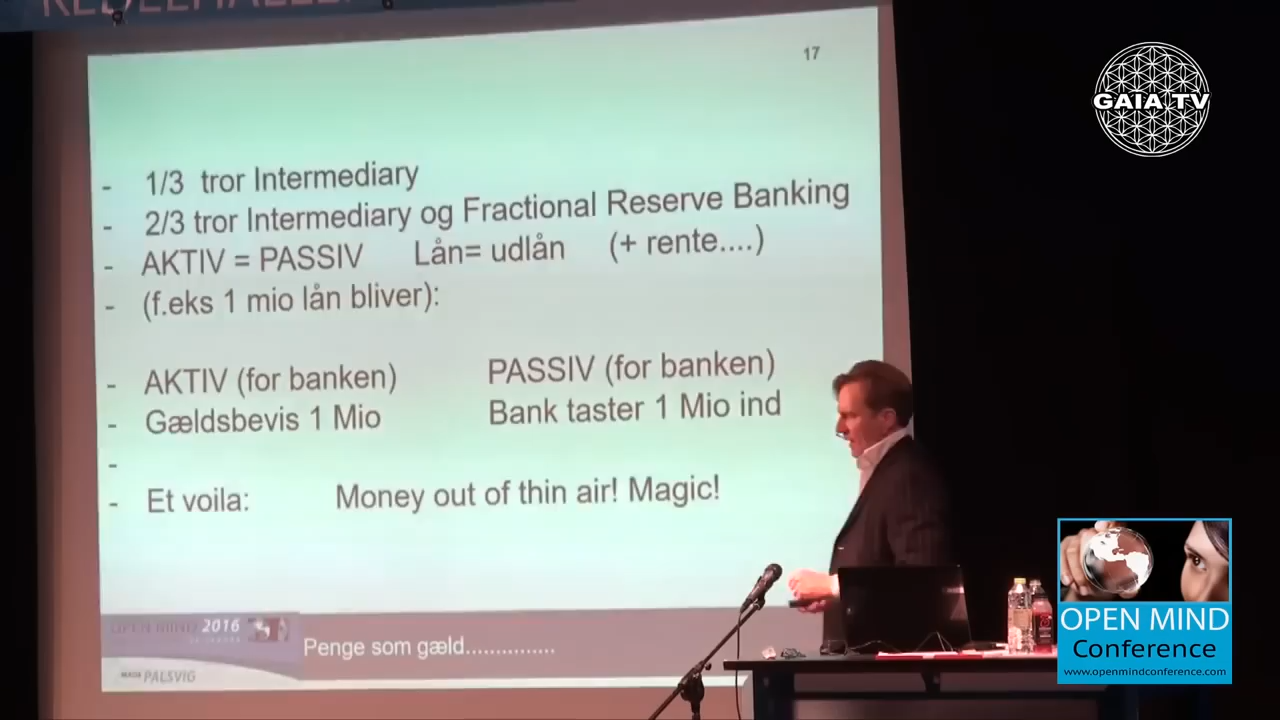 17
GAIA TV
- 1/3 tror Intermediary
- 2/3 tror Intermediary og Fractional Reserve Banking
- AKTIV = PASSIV Lån= udlån (+ rente....)
- (f.eks 1 mio lån bliver):
- AKTIV (for banken) PASSIV (for banken)
- Gældsbevis 1 Mio Bank taster 1 Mio ind
-
- Et voila: Money out of thin air! Magic!
OPEN MIND 2016
Penge som gæld..............
PALSVIG
OPEN MIND
Conference
www.openmindconference.com